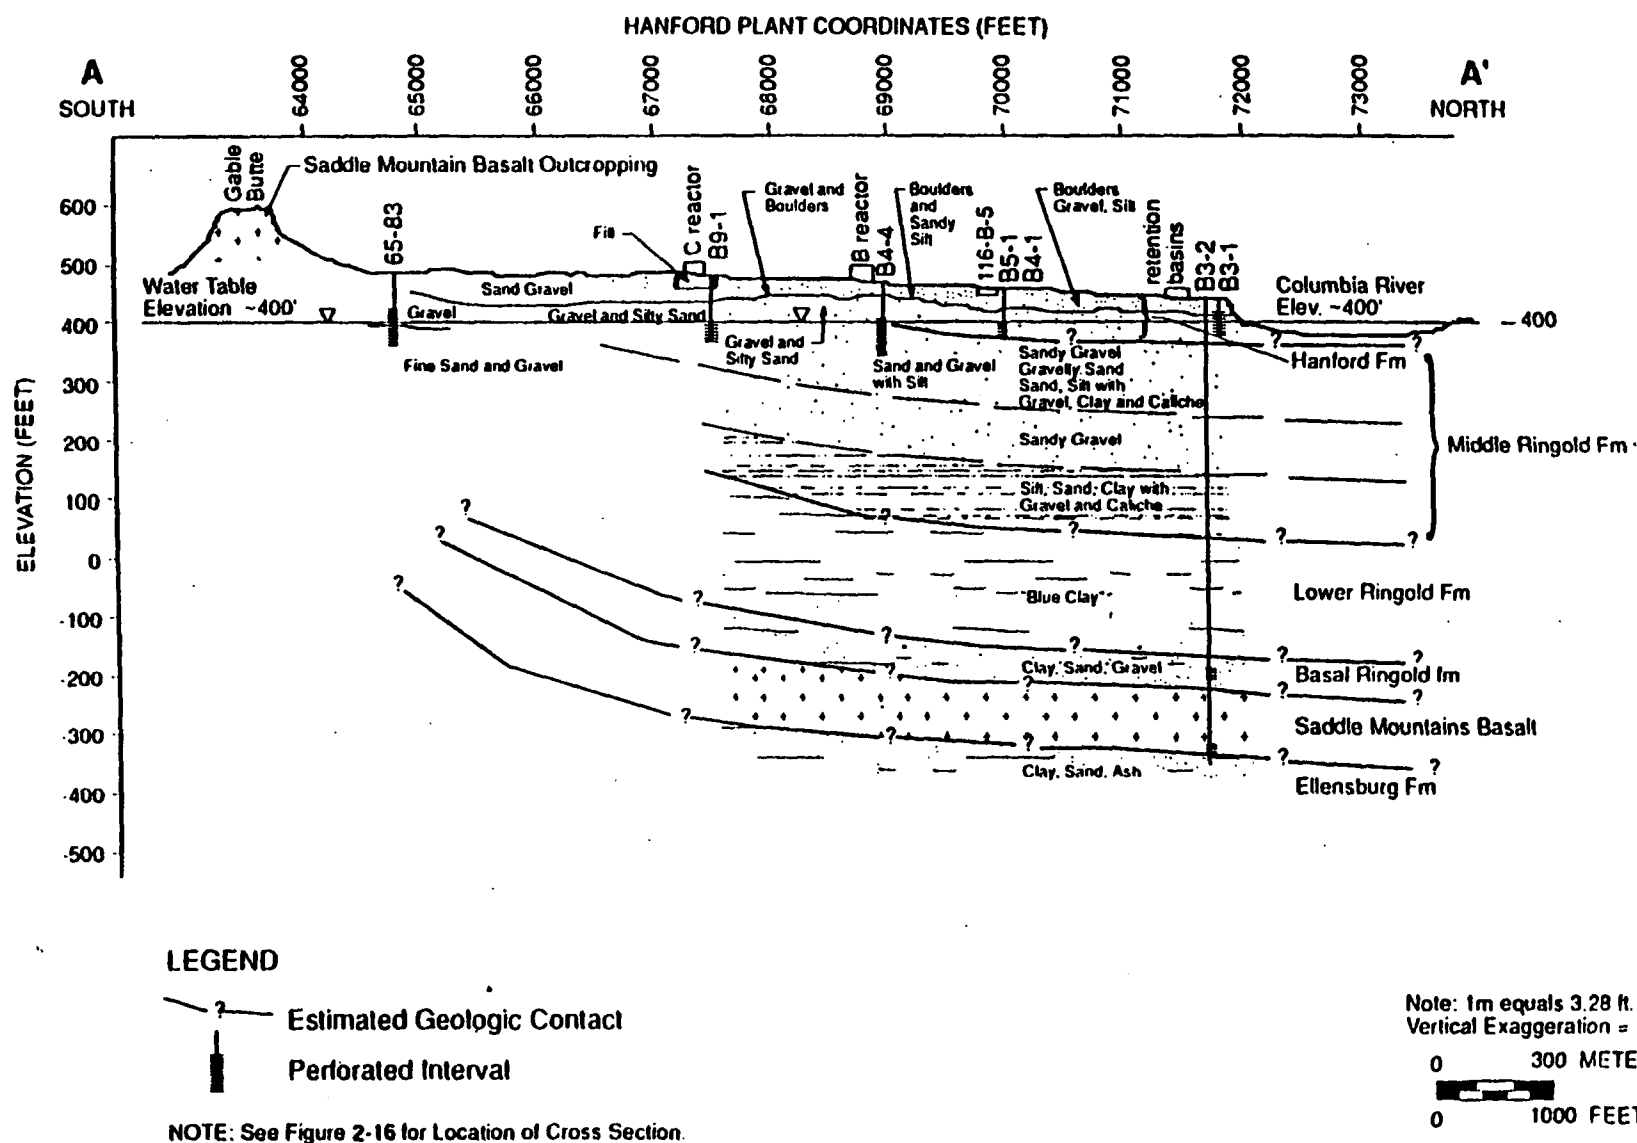 HANFORD PLANT COORDINATES (FEET)
A
SOUTH
64000
65000
66000
67000
68000
69000
70000
71000
72000
73000
A'
NORTH
ELEVATION (FEET)
600
500
400
300
200
100
0
-100
-200
-300
-400
-500
Gable
Butte
Saddle Mountain Basalt Outcropping
65-83
Fill
C reactor
B9-1
Gravel and
Boulders
B reactor
B4-4
Boulders
and
Sandy
Silt
116-B-5
B5-1
B4-1
Boulders
Gravel, Silt
retention
basins
B3-2
B3-1
Water Table
Elevation ~400'
Columbia River
Elev. ~400'
- 400
Sand Gravel
Gravel
Gravel and Silty Sand
Gravel and
Silty Sand
Fine Sand and Gravel
Sand and Gravel
with Silt
Sandy Gravel
Gravelly Sand
Sand, Silt with
Gravel, Clay and Caliche
Hanford Fm
Sandy Gravel
Middle Ringold Fm
Silt, Sand, Clay with
Gravel and Caliche
Blue Clay
Lower Ringold Fm
Clay, Sand, Gravel
Basal Ringold fm
Saddle Mountains Basalt
Clay, Sand, Ash
Ellensburg Fm
LEGEND
? Estimated Geologic Contact
Perforated Interval
NOTE: See Figure 2-16 for Location of Cross Section.
Note: 1m equals 3.28 ft.
Vertical Exaggeration =
0 300 METE
0 1000 FEET